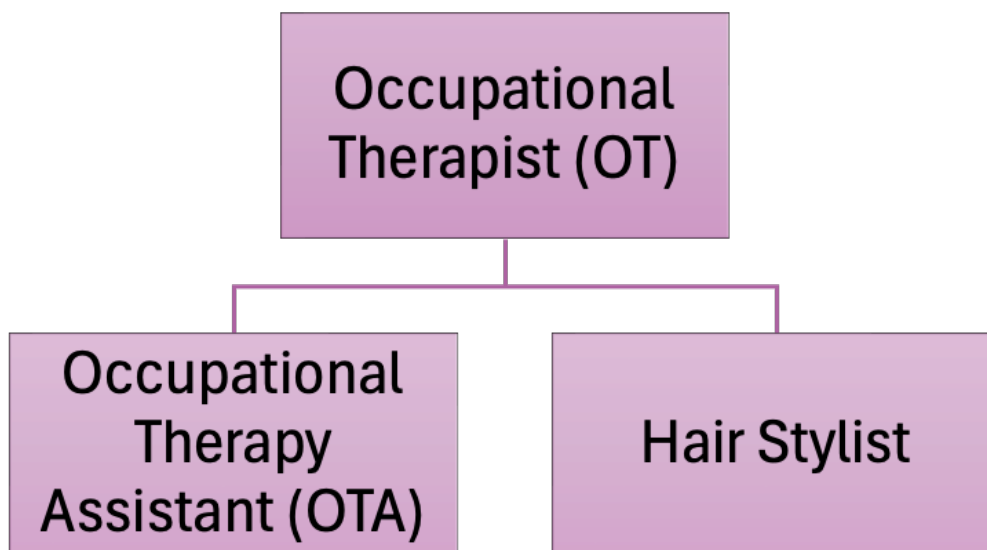 Occupational
Therapist (OT)
Occupational
Therapy
Assistant (OTA)
Hair Stylist